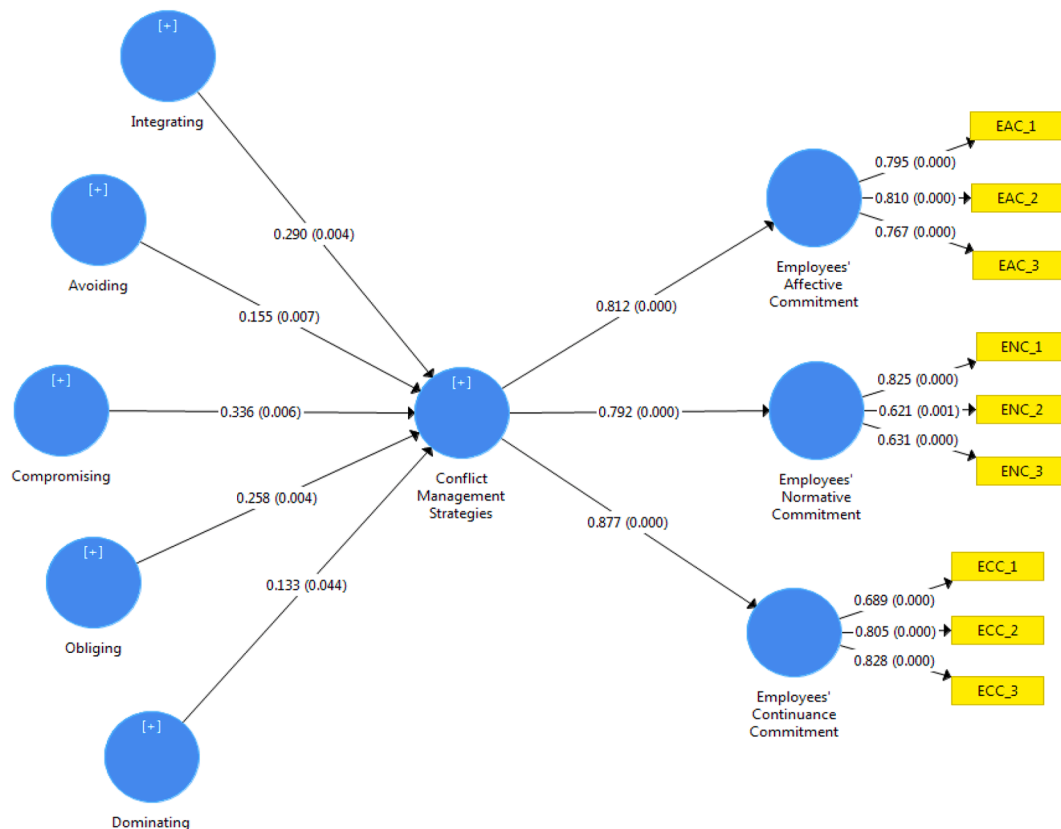 [+]
Integrating
[+]
Avoiding
[+]
Compromising
[+]
Obliging
[+]
Dominating
0.290 (0.004)
0.155 (0.007)
0.336 (0.006)
0.258 (0.004)
0.133 (0.044)
[+]
Conflict
Management
Strategies
0.812 (0.000)
0.792 (0.000)
0.877 (0.000)
Employees'
Affective
Commitment
0.795 (0.000)
0.810 (0.000)
0.767 (0.000)
EAC_1
EAC_2
EAC_3
Employees'
Normative
Commitment
0.825 (0.000)
0.621 (0.001)
0.631 (0.000)
ENC_1
ENC_2
ENC_3
Employees'
Continuance
Commitment
0.689 (0.000)
0.805 (0.000)
0.828 (0.000)
ECC_1
ECC_2
ECC_3